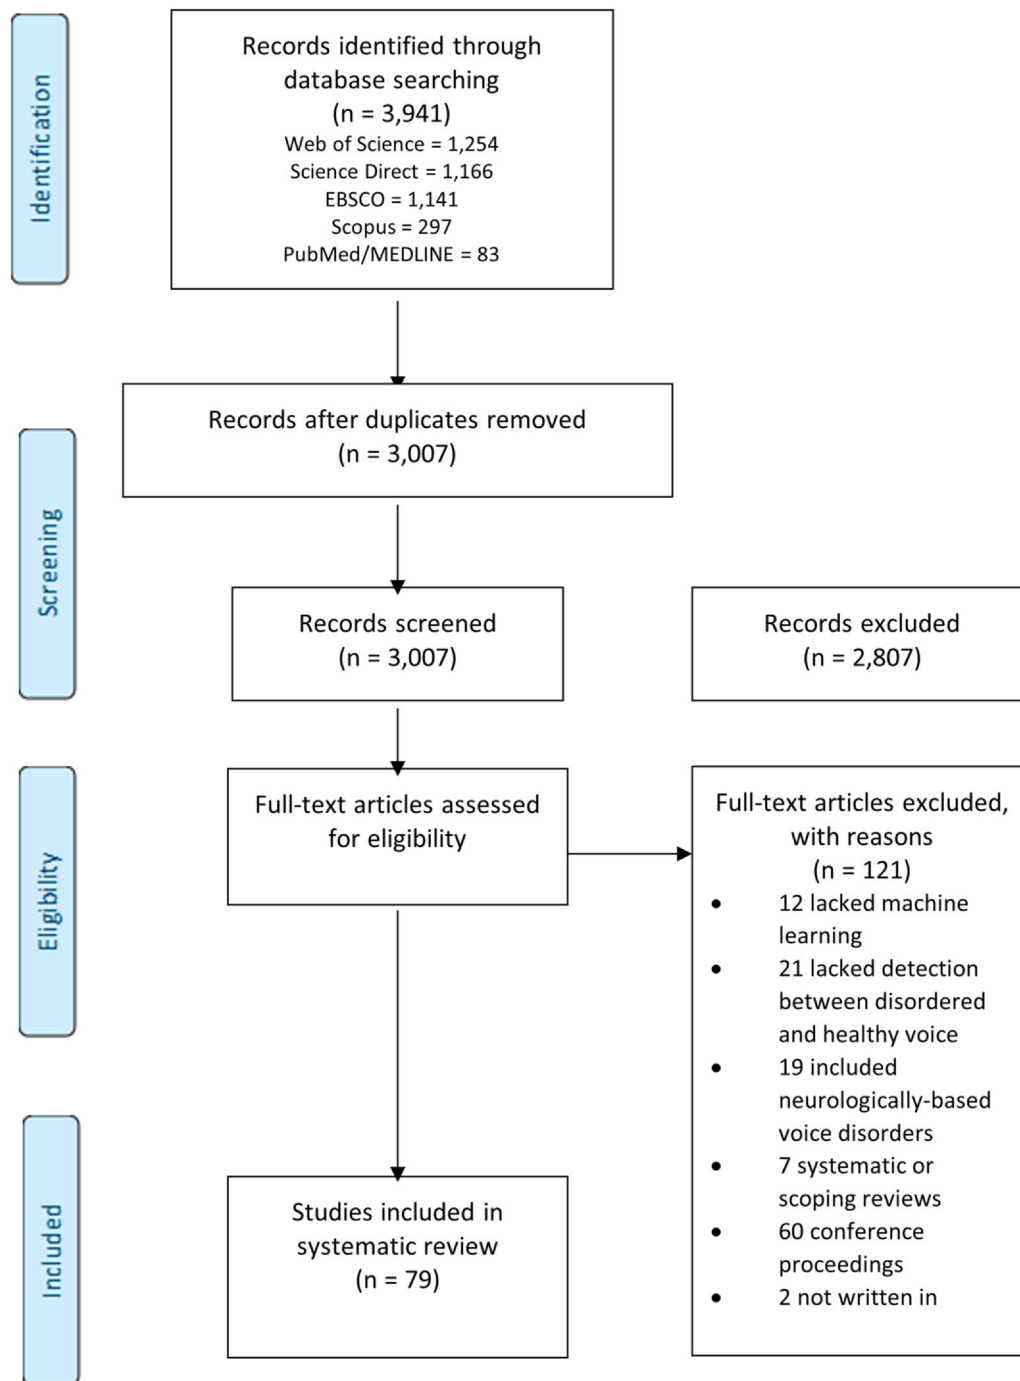 Identification
Records identified through
database searching
(n = 3,941)
Web of Science = 1,254
Science Direct = 1,166
EBSCO = 1,141
Scopus = 297
PubMed/MEDLINE = 83
Screening
Records after duplicates removed
(n = 3,007)
Records screened
(n = 3,007)
Records excluded
(n = 2,807)
Eligibility
Full-text articles assessed
for eligibility
Full-text articles excluded,
with reasons
(n = 121)
• 12 lacked machine
learning
• 21 lacked detection
between disordered
and healthy voice
• 19 included
neurologically-based
voice disorders
• 7 systematic or
scoping reviews
• 60 conference
proceedings
• 2 not written in
Included
Studies included in
systematic review
(n = 79)